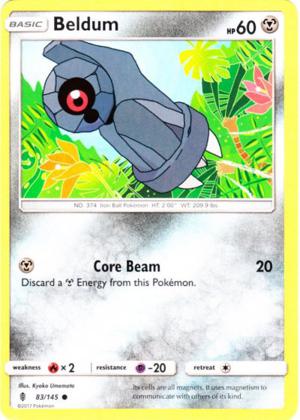 BASIC Beldum HP 60
NO. 374 Iron Ball Pokémon HT: 2'00" WT: 209.9 lbs
Core Beam 20
Discard a Energy from this Pokémon.
weakness × 2 resistance -20 retreat
Illus. Kyoko Umemoto
83/145
©2017 Pokémon
Its cells are all magnets. It uses magnetism to
communicate with others of its kind.